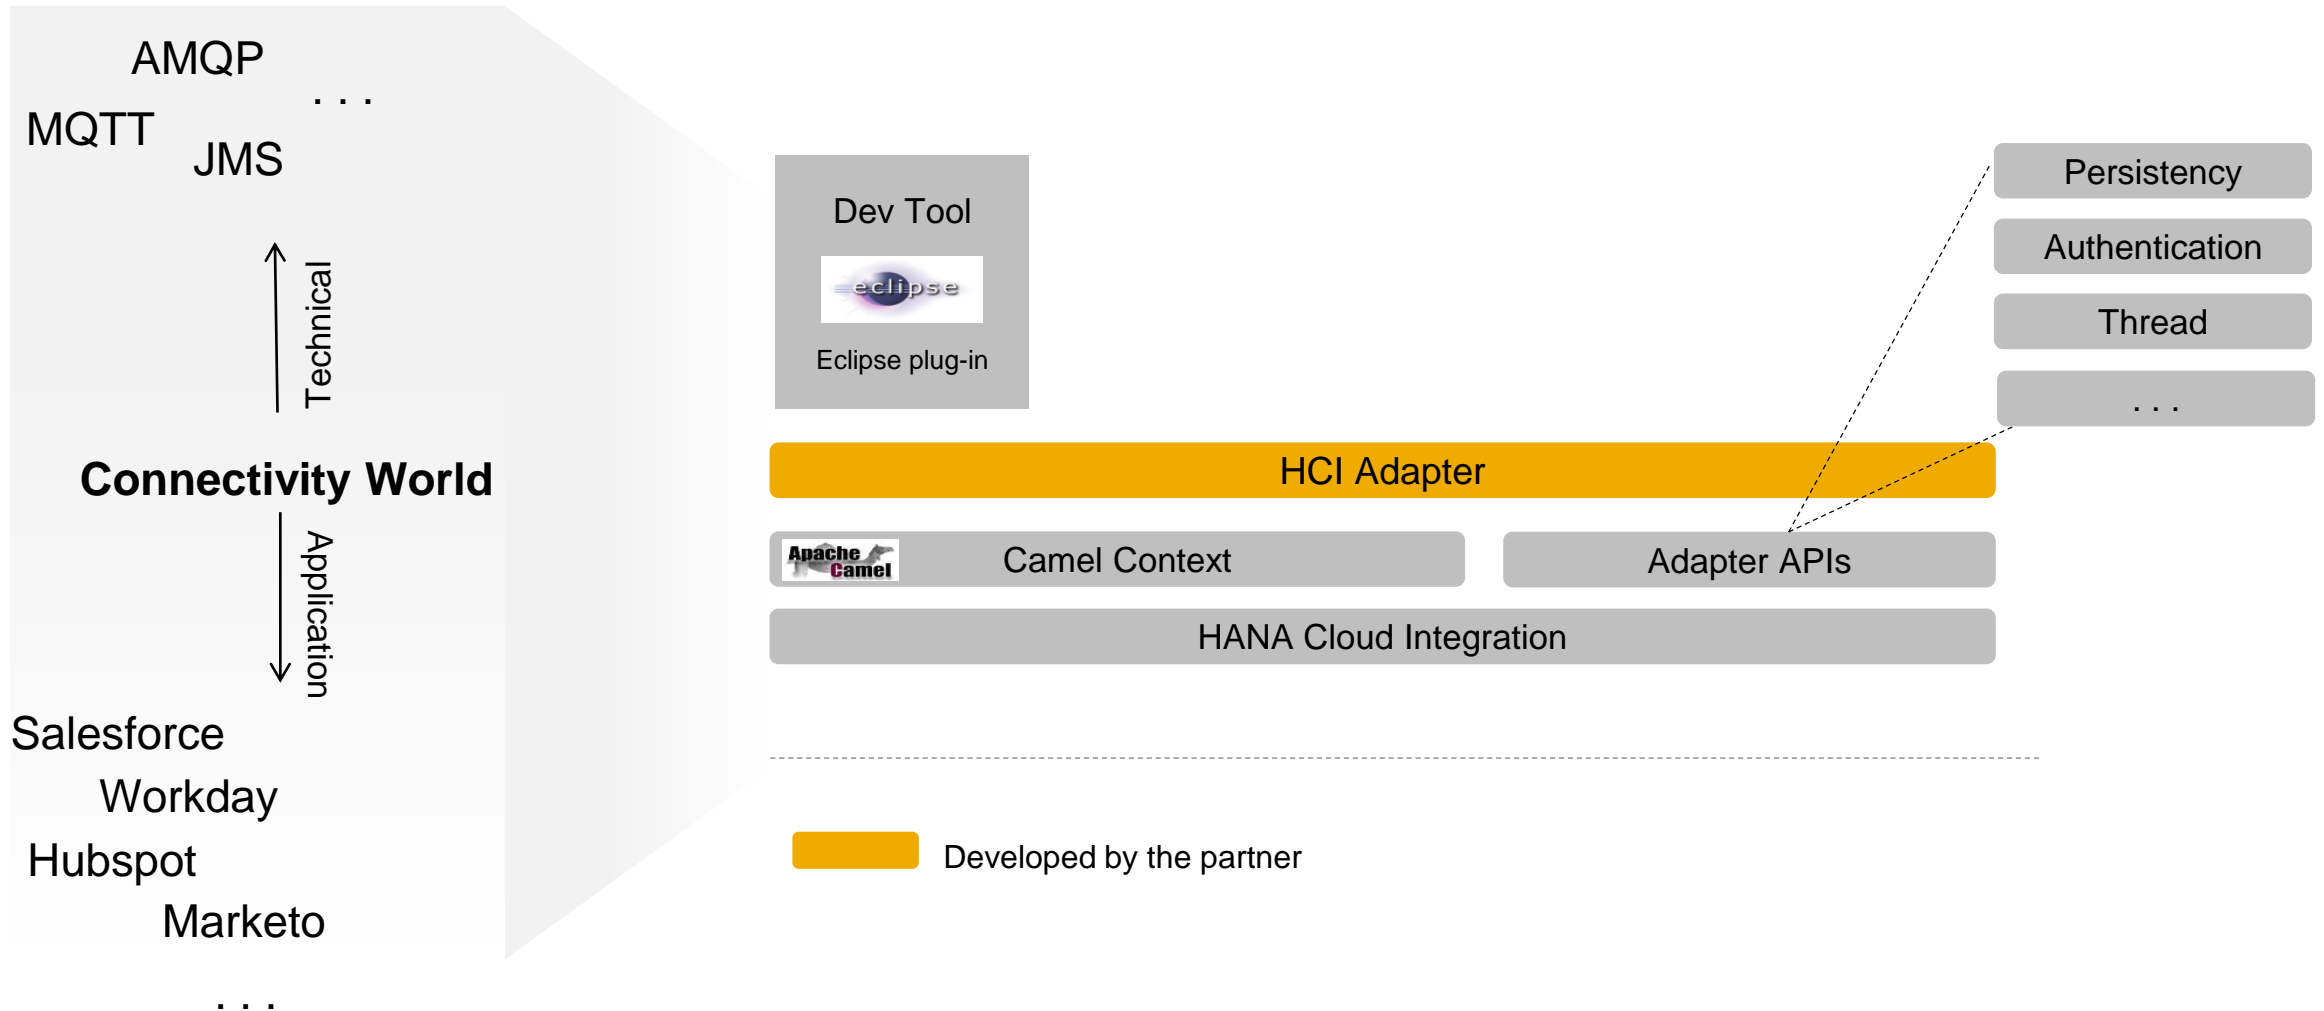 AMQP
. . .
MQTT
JMS
Technical
Connectivity World
Application
Salesforce
Workday
Hubspot
Marketo
. . .
Dev Tool
eclipse
Eclipse plug-in
HCI Adapter
Apache
Camel
Camel Context
Adapter APIs
HANA Cloud Integration
Persistency
Authentication
Thread
. . .
Developed by the partner